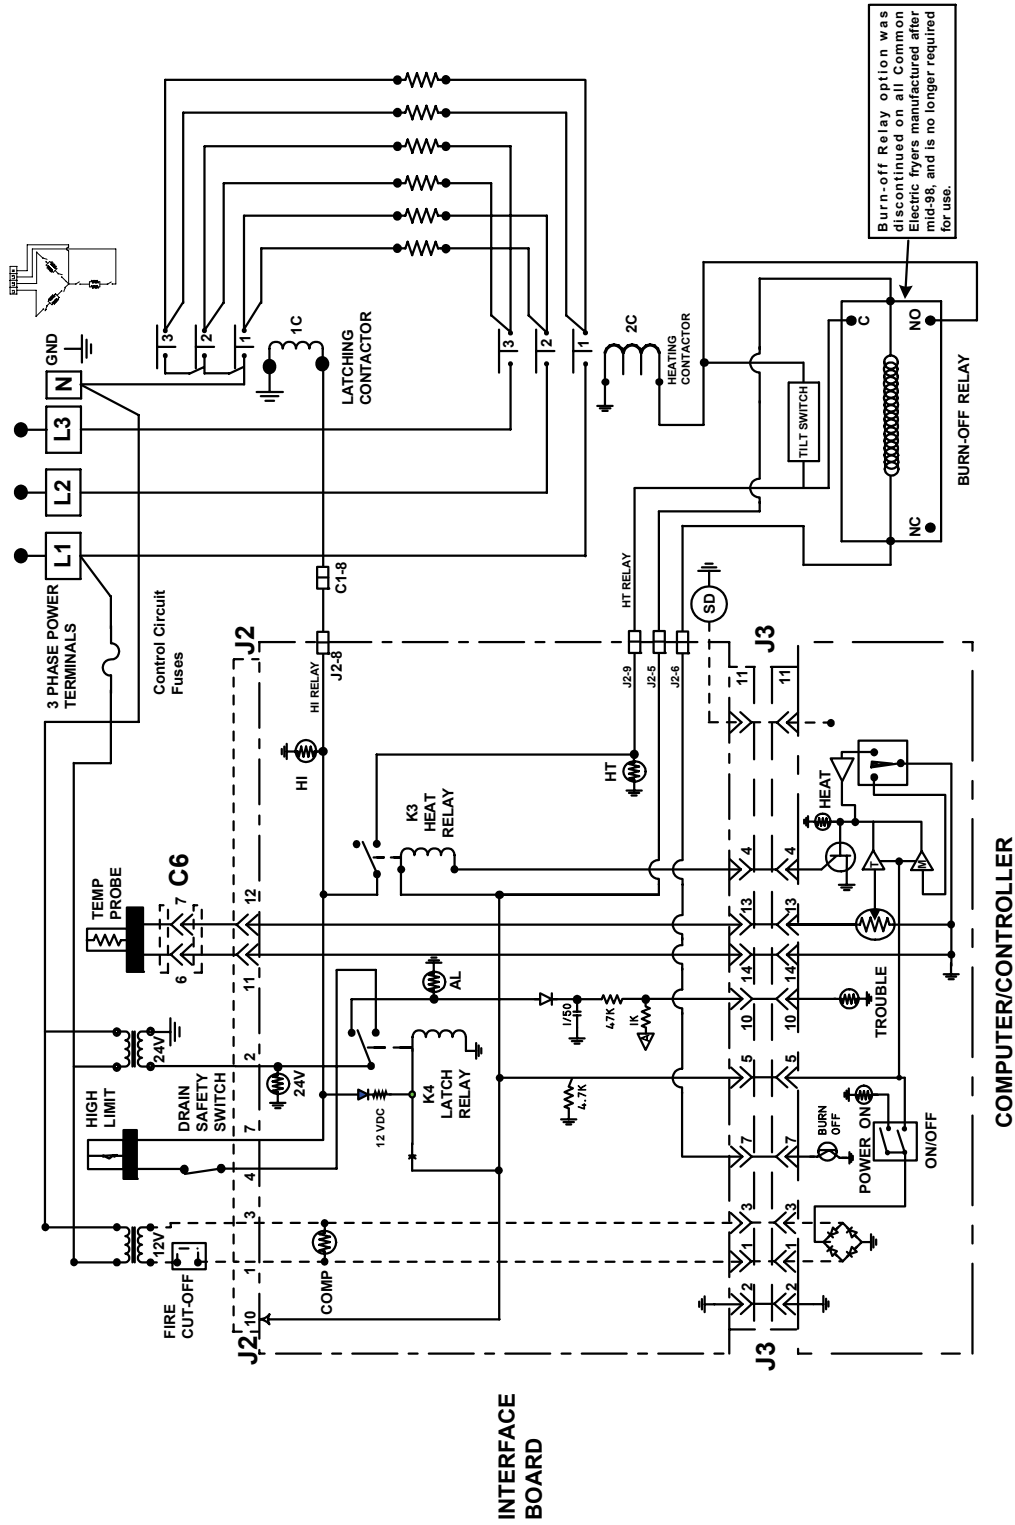 3 PHASE POWER
TERMINALS
L1
L2
L3
N
GND
Control Circuit
Fuses
3
2
1
1C
LATCHING
CONTACTOR
3
2
1
2C
HEATING
CONTACTOR
TILT SWITCH
C
NO
NC
BURN-OFF RELAY
Burn-off Relay option was
discontinued on all Common
Electric fryers manufactured after
mid-98, and is no longer required
for use.
C1-8
J2-8
HI RELAY
HI
HT RELAY
J2-9
J2-5
J2-6
HT
SD
TEMP
PROBE
C6
6
7
24V
HIGH
LIMIT
DRAIN
SAFETY
SWITCH
12V
FIRE
CUT-OFF
J2
10
1
3
4
7
2
11
12
J2
COMP
24V
12 VDC
K4
LATCH
RELAY
AL
K3
HEAT
RELAY
1/50
47K
1K
A
4.7K
J3
2
1
3
7
5
10
14
13
4
11
J3
2
1
3
7
5
10
14
13
4
11
BURN
OFF
POWER ON
ON/OFF
TROUBLE
HEAT
T
M
INTERFACE
BOARD
COMPUTER/CONTROLLLER